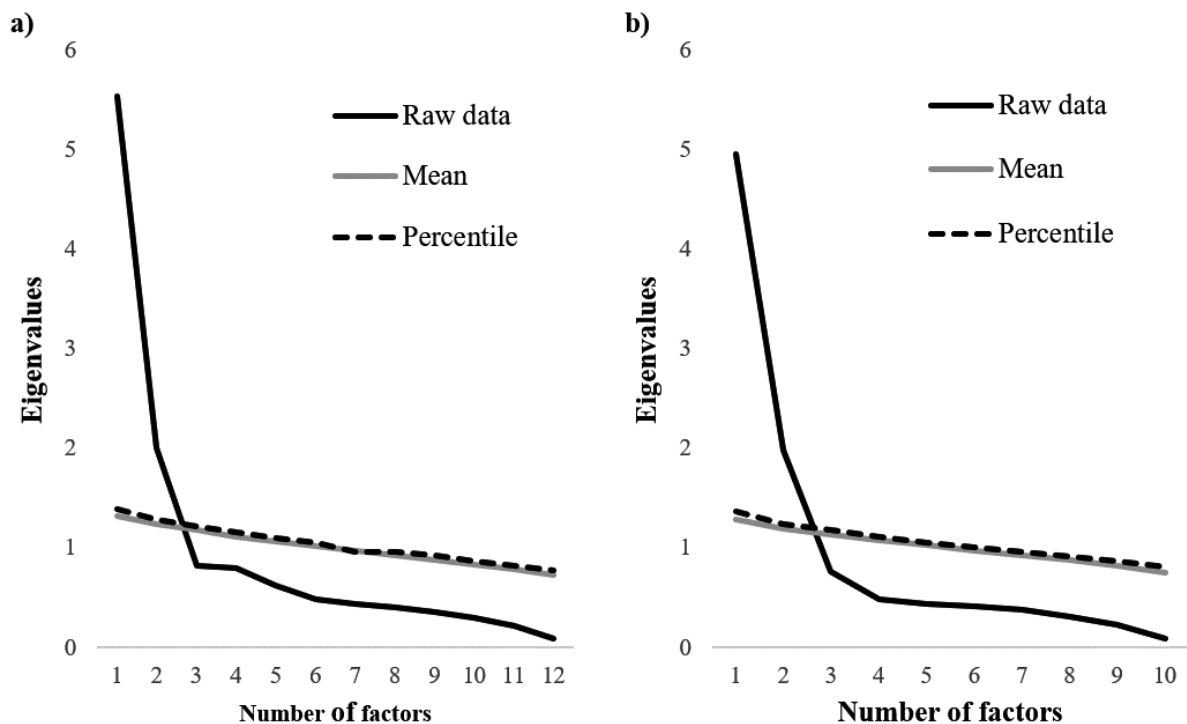 a)
6
5
4
3
2
1
0
Eigenvalues
Raw data
Mean
Percentile
1 2 3 4 5 6 7 8 9 10 11 12
Number of factors
b)
6
5
4
3
2
1
0
Eigenvalues
Raw data
Mean
Percentile
1 2 3 4 5 6 7 8 9 10
Number of factors